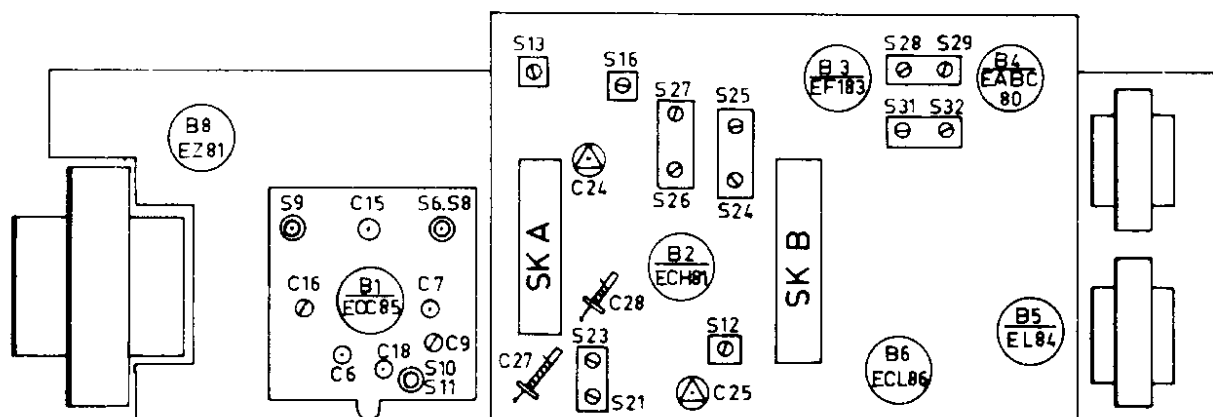 S13
S16
B3
EF183
S28 S29
B4
EABC
80
S27
S25
S31 S32
B8
EZ81
C24
S26
S24
S9
C15
S6.S8
SK A
SK B
B2
ECH81
C16
B1
ECC85
C7
C28
C9
S12
B5
EL84
C6
C18
S10
S11
C27
S23
S21
C25
B6
ECL86